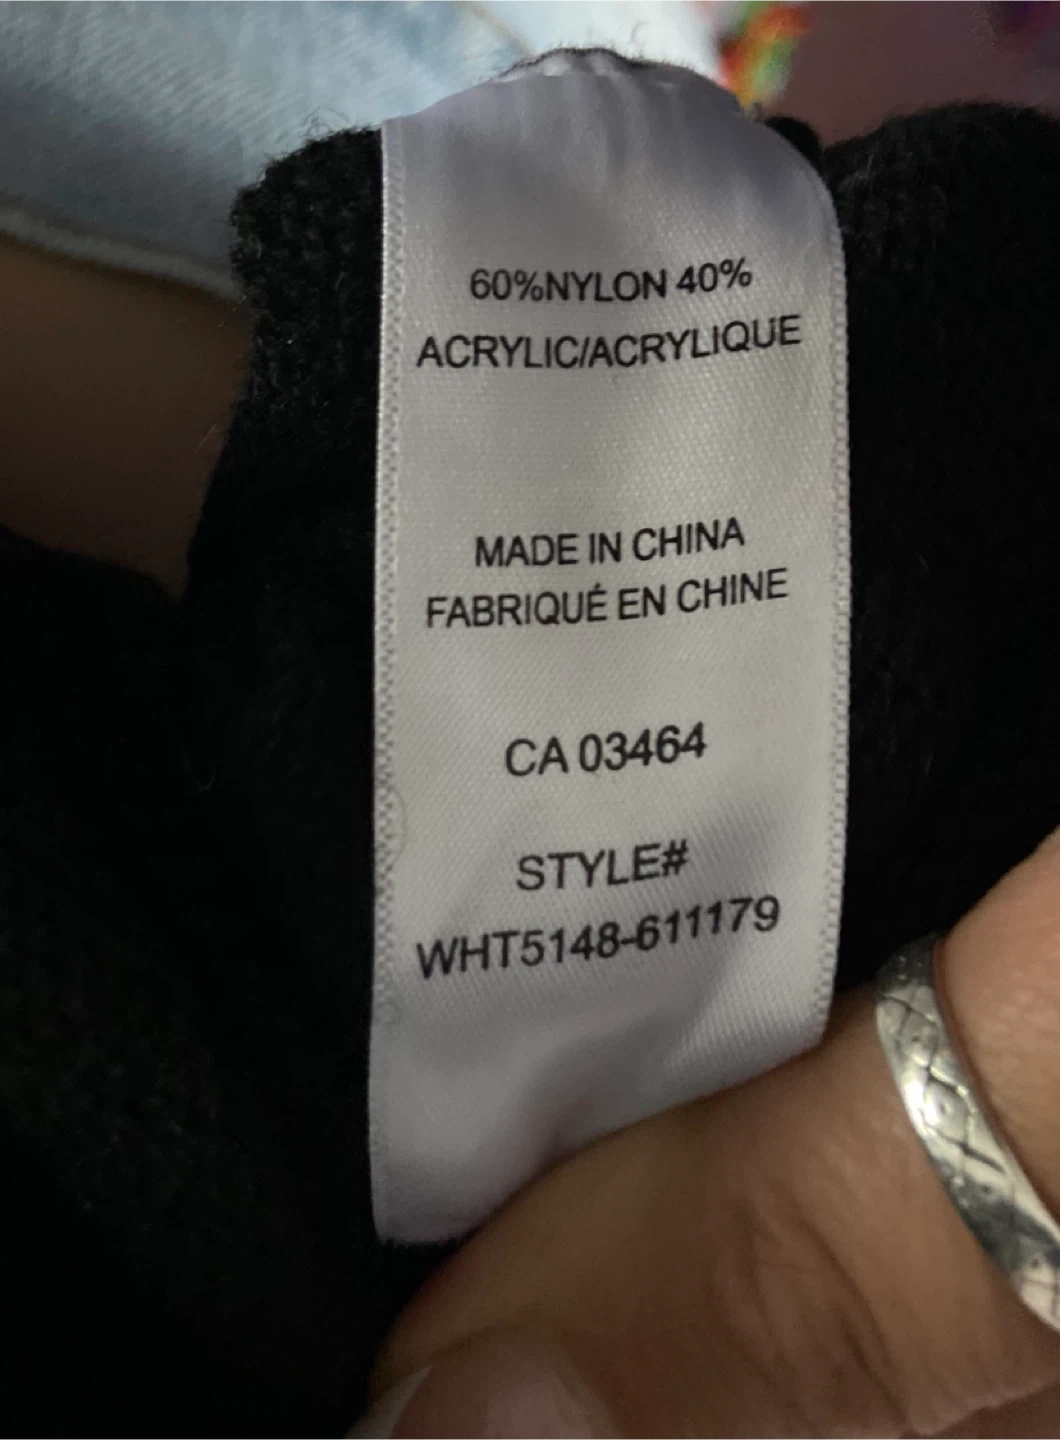 60%NYLON 40%
ACRYLIC/ACRYLIQUE
MADE IN CHINA
FABRIQUÉ EN CHINE
CA 03464
STYLE#
WHT5148-611179